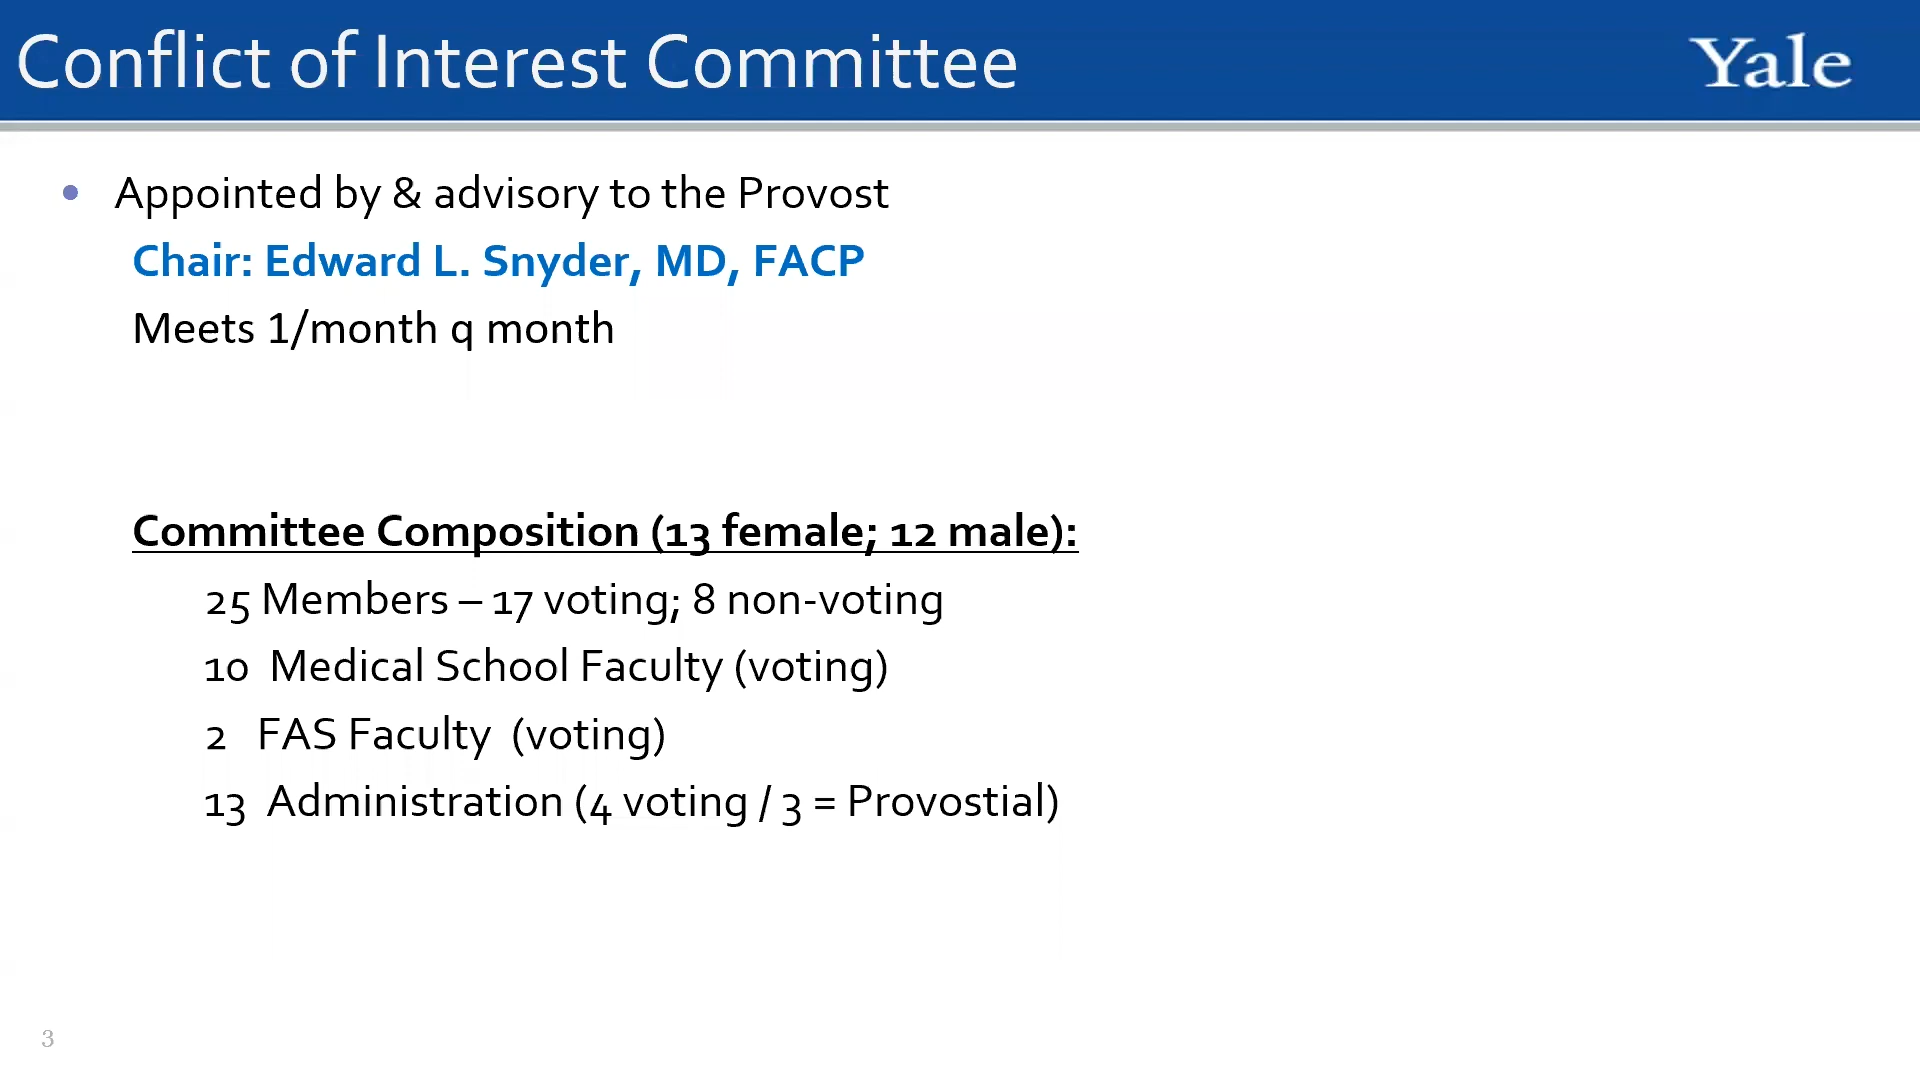 Conflict of Interest Committee
Yale
• Appointed by & advisory to the Provost
Chair: Edward L. Snyder, MD, FACP
Meets 1/month q month
Committee Composition (13 female; 12 male):
25 Members – 17 voting; 8 non-voting
10 Medical School Faculty (voting)
2 FAS Faculty (voting)
13 Administration (4 voting / 3 = Provostial)
3